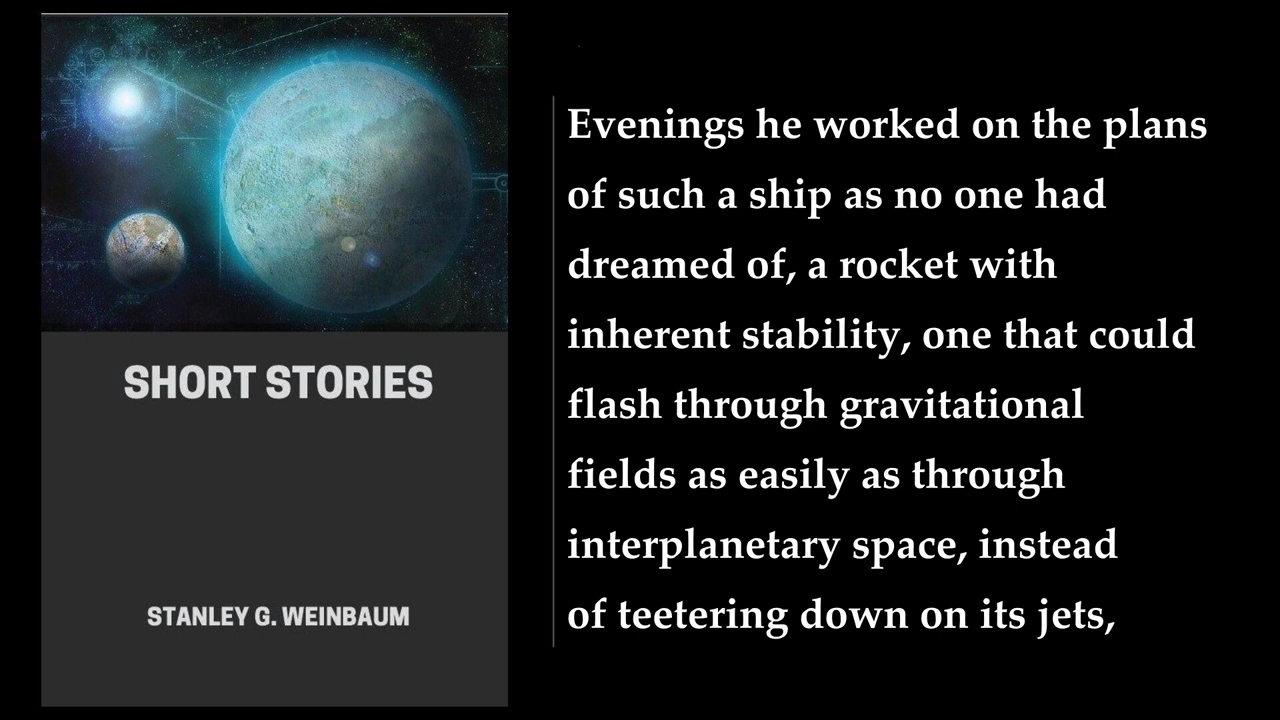 SHORT STORIES
STANLEY G. WEINBAUM
Evenings he worked on the plans
of such a ship as no one had
dreamed of, a rocket with
inherent stability, one that could
flash through gravitational
fields as easily as through
interplanetary space, instead
of teetering down on its jets,